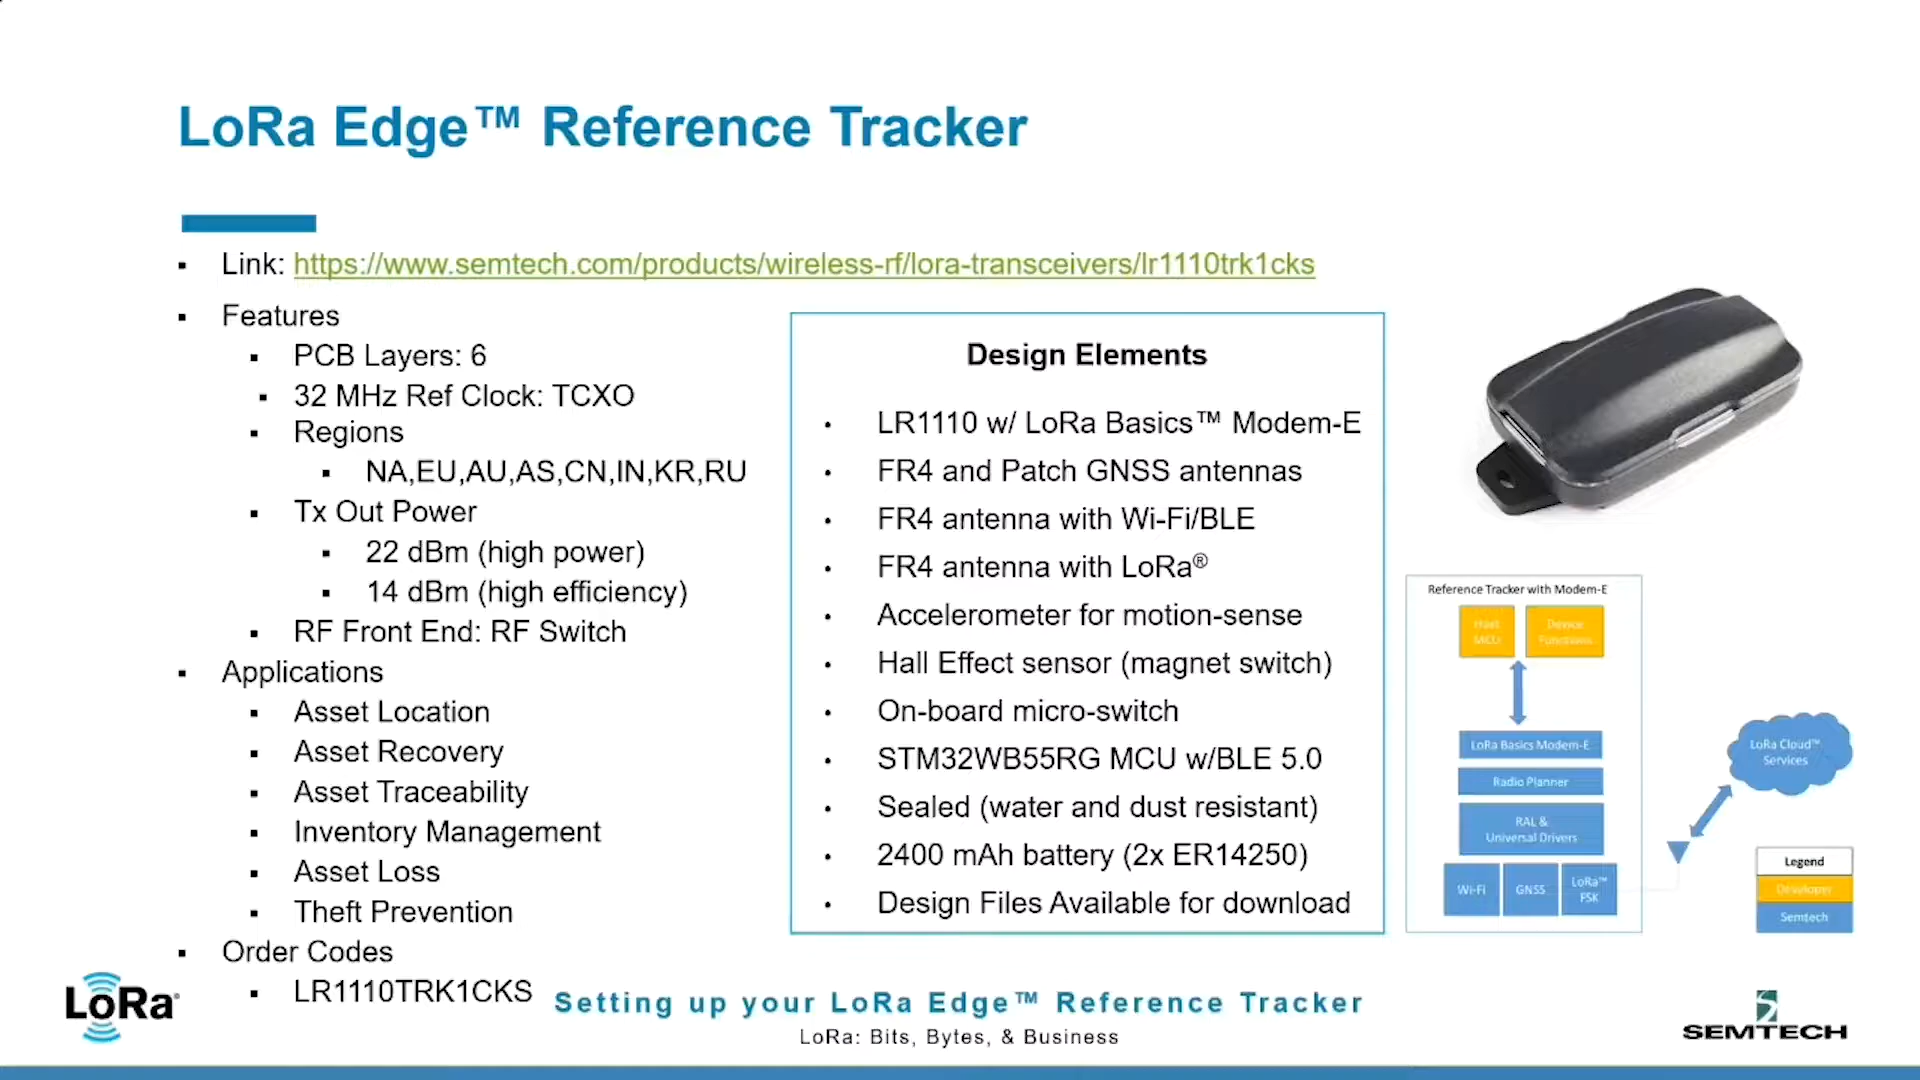 LoRa Edge™ Reference Tracker
Link: https://www.semtech.com/products/wireless-rf/lora-transceivers/lr1110trk1cks
Features
PCB Layers: 6
32 MHz Ref Clock: TCXO
Regions
NA,EU,AU,AS,CN,IN,KR,RU
Tx Out Power
22 dBm (high power)
14 dBm (high efficiency)
RF Front End: RF Switch
Applications
Asset Location
Asset Recovery
Asset Traceability
Inventory Management
Asset Loss
Theft Prevention
Order Codes
LR1110TRK1CKS
Design Elements
LR1110 w/ LoRa Basics™ Modem-E
FR4 and Patch GNSS antennas
FR4 antenna with Wi-Fi/BLE
FR4 antenna with LoRa®
Accelerometer for motion-sense
Hall Effect sensor (magnet switch)
On-board micro-switch
STM32WB55RG MCU w/BLE 5.0
Sealed (water and dust resistant)
2400 mAh battery (2x ER14250)
Design Files Available for download
Reference Tracker with Modem-E
Host
MCU
Device
Functions
LoRa Basics Modem-E
Radio Planner
RAL &
Universal Drivers
Wi-Fi
GNSS
LoRa™
FSK
LoRa Cloud™
Services
Legend
Developer
Semtech
LoRa®
Setting up your LoRa Edge™ Reference Tracker
LoRa: Bits, Bytes, & Business
SEMTECH